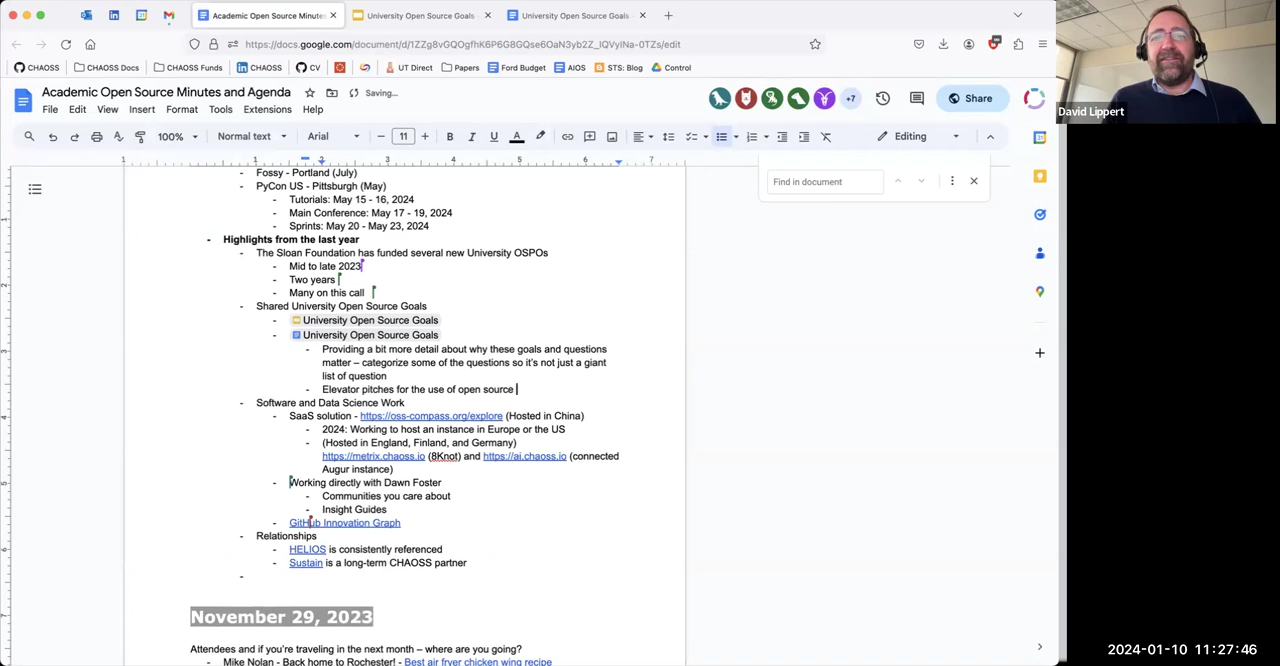 Academic Open Source Minutes
University Open Source Goals
University Open Source Goals
https://docs.google.com/document/d/1ZZg8vGQOgfhK6P6G8GQse6OaN3yb2Z_IQVylNa-0TZs/edit
CHAOSS
CHAOSS Docs
CHAOSS Funds
CHAOSS
CV
UT Direct
Papers
Ford Budget
AIOS
STS: Blog
Control
Academic Open Source Minutes and Agenda
Saving...
File Edit View Insert Format Tools Extensions Help
+7
Share
David Lippert
100%
Normal text
Arial
11
Editing
1 1 2 3 4 5 6 7
Find in document
- Fossy - Portland (July)
- PyCon US - Pittsburgh (May)
- Tutorials: May 15 - 16, 2024
- Main Conference: May 17 - 19, 2024
- Sprints: May 20 - May 23, 2024
- Highlights from the last year
- The Sloan Foundation has funded several new University OSPOs
- Mid to late 2023
- Two years
- Many on this call
- Shared University Open Source Goals
- University Open Source Goals
- University Open Source Goals
- Providing a bit more detail about why these goals and questions
matter – categorize some of the questions so it's not just a giant
list of question
- Elevator pitches for the use of open source
- Software and Data Science Work
- SaaS solution - https://oss-compass.org/explore (Hosted in China)
- 2024: Working to host an instance in Europe or the US
- (Hosted in England, Finland, and Germany)
https://metrix.chaoss.io (8Knot) and https://ai.chaoss.io (connected
Augur instance)
- Working directly with Dawn Foster
- Communities you care about
- Insight Guides
- GitHub Innovation Graph
- Relationships
- HELIOS is consistently referenced
- Sustain is a long-term CHAOSS partner
-
November 29, 2023
Attendees and if you're traveling in the next month – where are you going?
- Mike Nolan - Back home to Rochester! - Best air fryer chicken wing recipe
2024-01-10 11:27:46